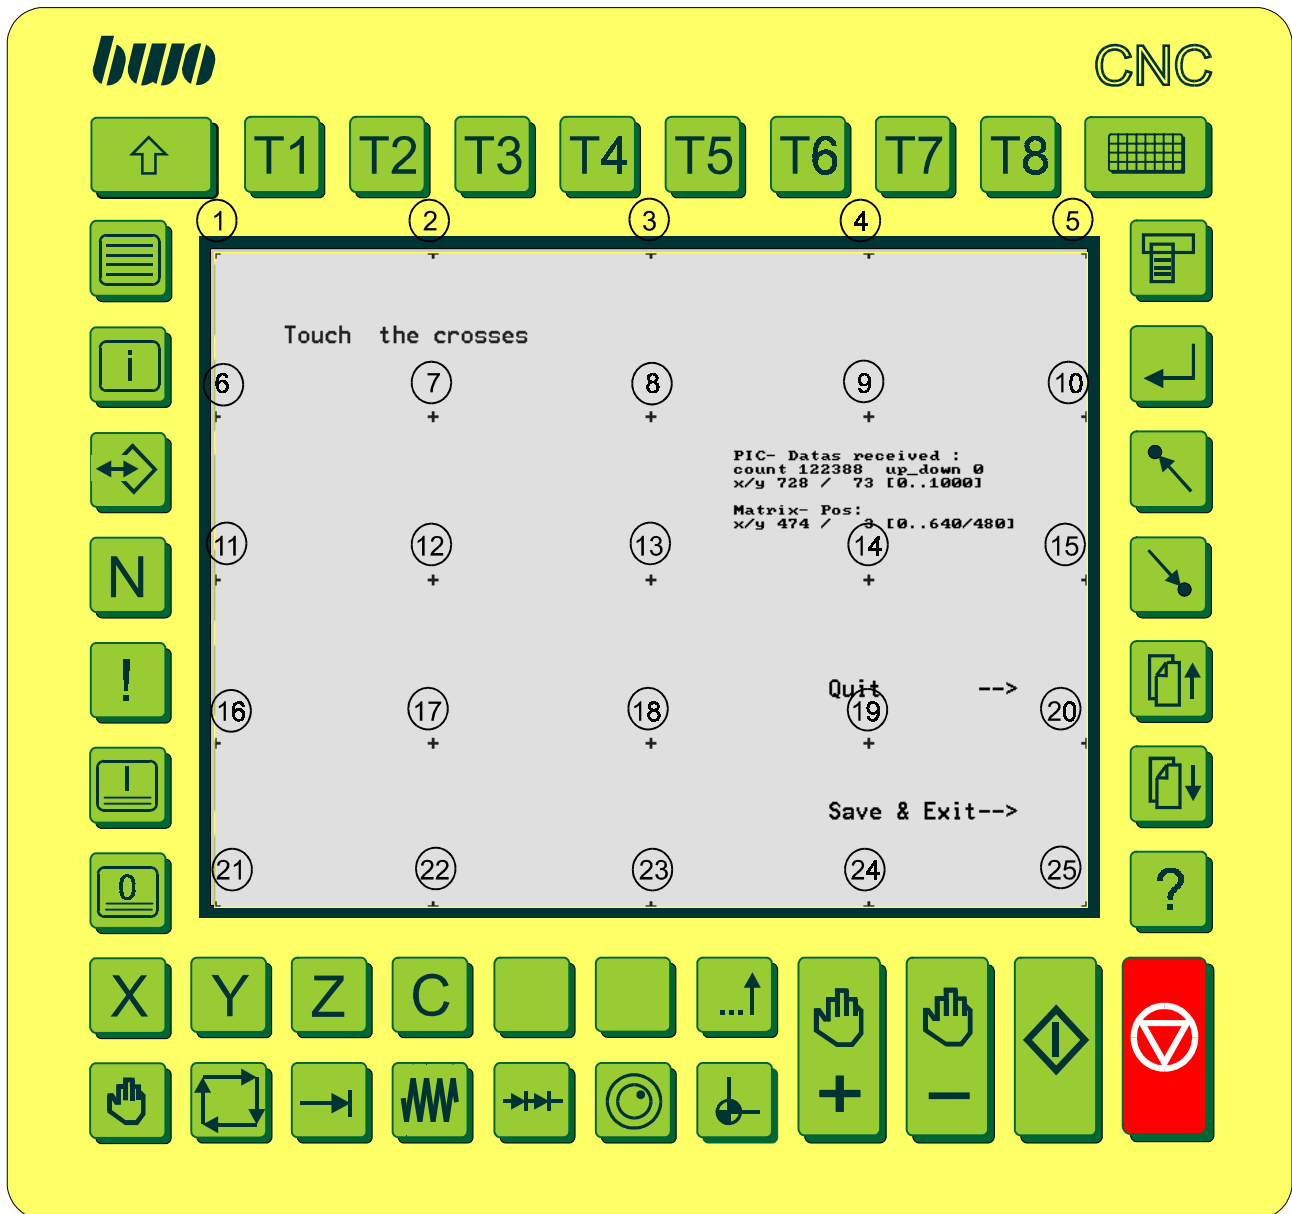 bwo CNC
T1 T2 T3 T4 T5 T6 T7 T8
1 2 3 4 5
Touch the crosses
i
6 7 8 9 10
PIC- Datas received :
count 122388 up_down 0
x/y 728 / 73 [0..1000]
Matrix- Pos:
x/y 474 / 3 [0..640/480]
11 12 13 14 15
N
!
Quit -->
16 17 18 19 20
I
Save & Exit-->
21 22 23 24 25
0 ?
X Y Z C ...
+ −